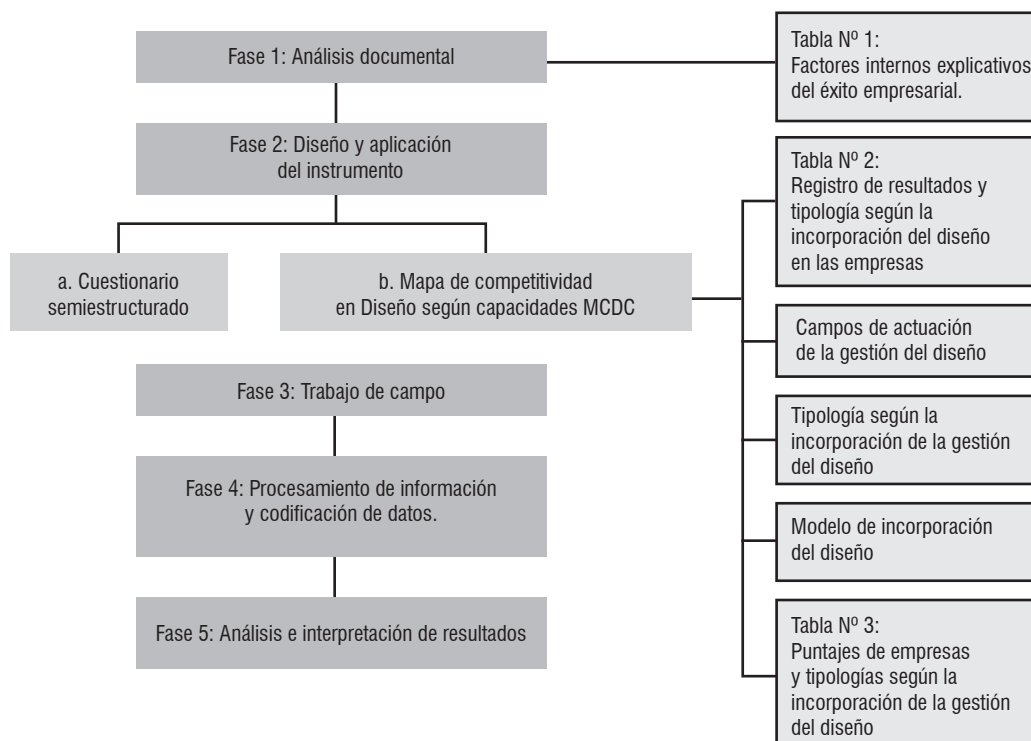 Fase 1: Análisis documental
Tabla Nº 1:
Factores internos explicativos
del éxito empresarial.
Fase 2: Diseño y aplicación
del instrumento
a. Cuestionario
semiestructurado
b. Mapa de competitividad
en Diseño según capacidades MCDC
Tabla Nº 2:
Registro de resultados y
tipología según la
incorporación del diseño
en las empresas
Campos de actuación
de la gestión del diseño
Tipología según la
incorporación de la gestión
del diseño
Modelo de incorporación
del diseño
Tabla Nº 3:
Puntajes de empresas
y tipologías según la
incorporación de la gestión
del diseño
Fase 3: Trabajo de campo
Fase 4: Procesamiento de información
y codificación de datos.
Fase 5: Análisis e interpretación de resultados